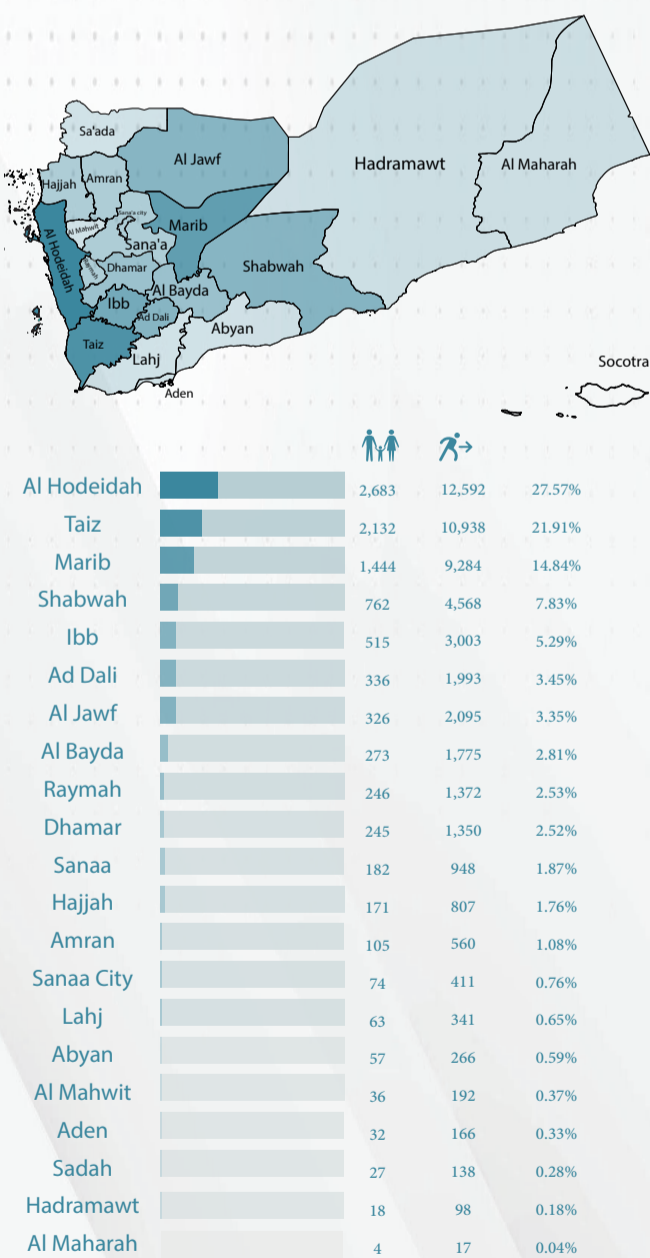 Sa'ada
Al Jawf
Hadramawt
Al Maharah
Hajjah
Amran
Sana'a city
Marib
Al Mahwit
Sana'a
Al Hodeidah
Raymah
Dhamar
Shabwah
Al Bayda
Ibb
Ad Dali
Abyan
Taiz
Lahj
Socotra
Aden
Al Hodeidah 2,683 12,592 27.57%
Taiz 2,132 10,938 21.91%
Marib 1,444 9,284 14.84%
Shabwah 762 4,568 7.83%
Ibb 515 3,003 5.29%
Ad Dali 336 1,993 3.45%
Al Jawf 326 2,095 3.35%
Al Bayda 273 1,775 2.81%
Raymah 246 1,372 2.53%
Dhamar 245 1,350 2.52%
Sanaa 182 948 1.87%
Hajjah 171 807 1.76%
Amran 105 560 1.08%
Sanaa City 74 411 0.76%
Lahj 63 341 0.65%
Abyan 57 266 0.59%
Al Mahwit 36 192 0.37%
Aden 32 166 0.33%
Sadah 27 138 0.28%
Hadramawt 18 98 0.18%
Al Maharah 4 17 0.04%